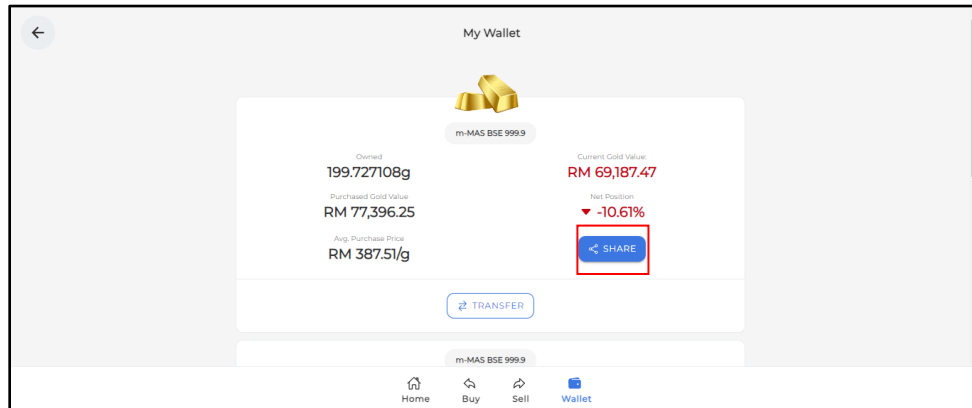 My Wallet
m-MAS BSE 999.9
Owned
199.727108g
Current Gold Value:
RM 69,187.47
Purchased Gold Value
RM 77,396.25
Net Position
-10.61%
Avg. Purchase Price
RM 387.51/g
SHARE
TRANSFER
m-MAS BSE 999.9
Home Buy Sell Wallet